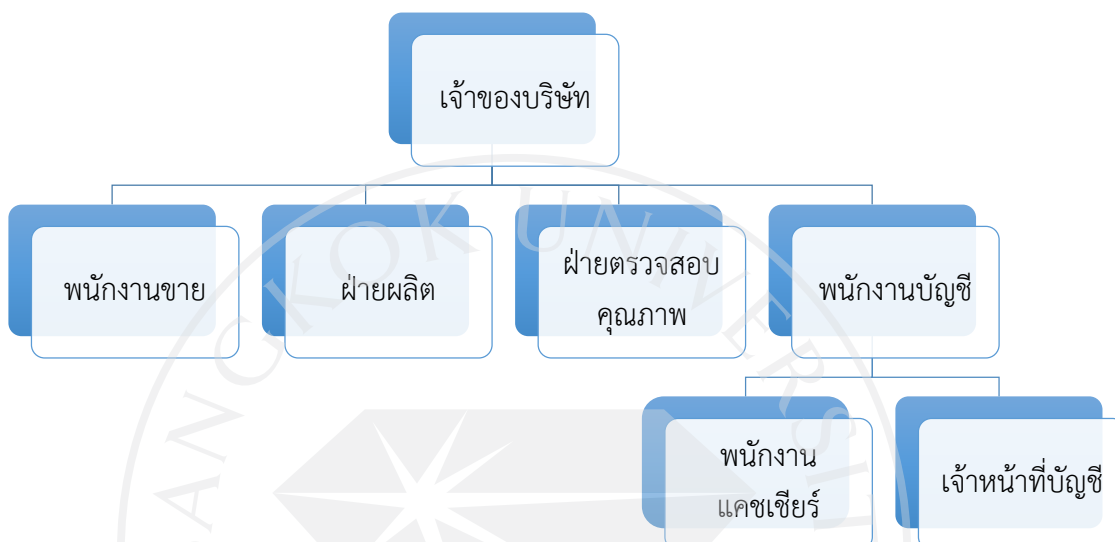 เจ้าของบริษัท
พนักงานขาย
ฝ่ายผลิต
ฝ่ายตรวจสอบ
คุณภาพ
พนักงานบัญชี
พนักงาน
แคชเชียร์
เจ้าหน้าที่บัญชี
ANGKOK UNIVERSIT